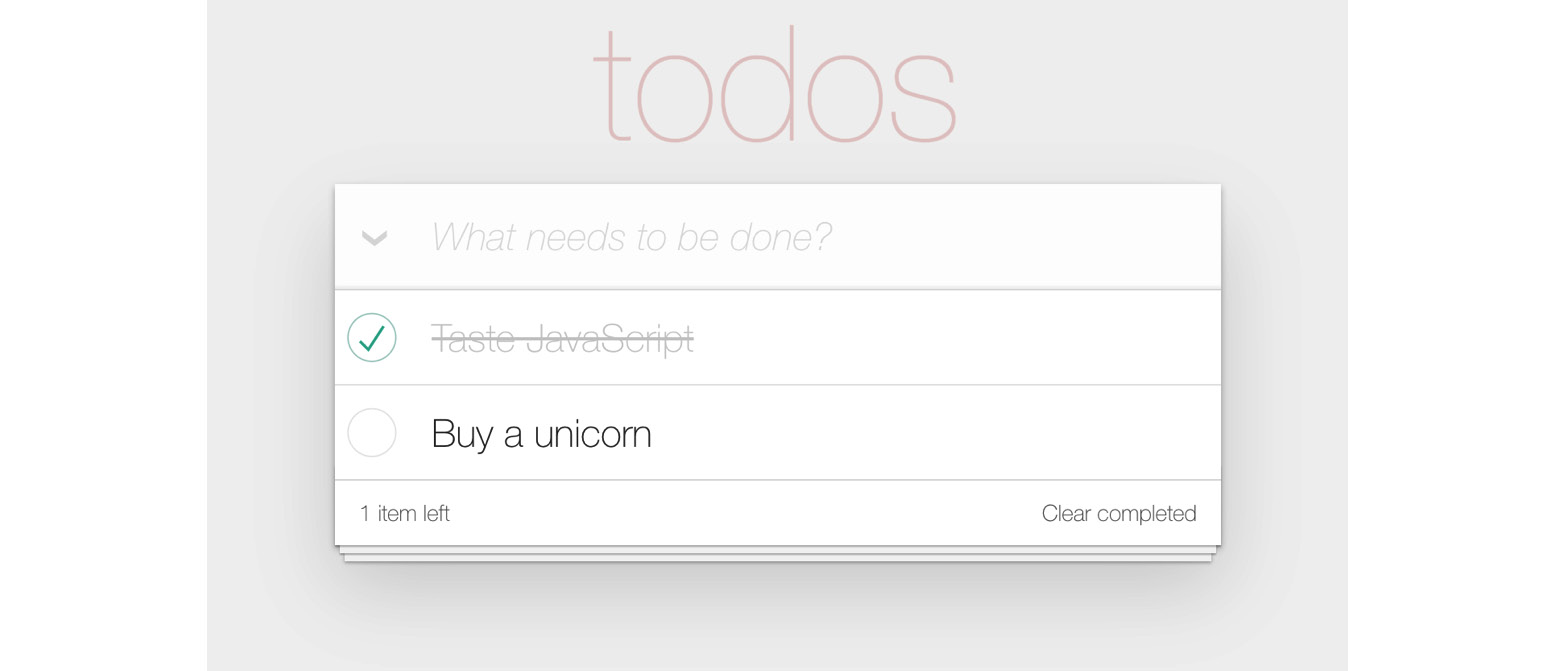 todos
What needs to be done?
Taste JavaScript
Buy a unicorn
1 item left
Clear completed